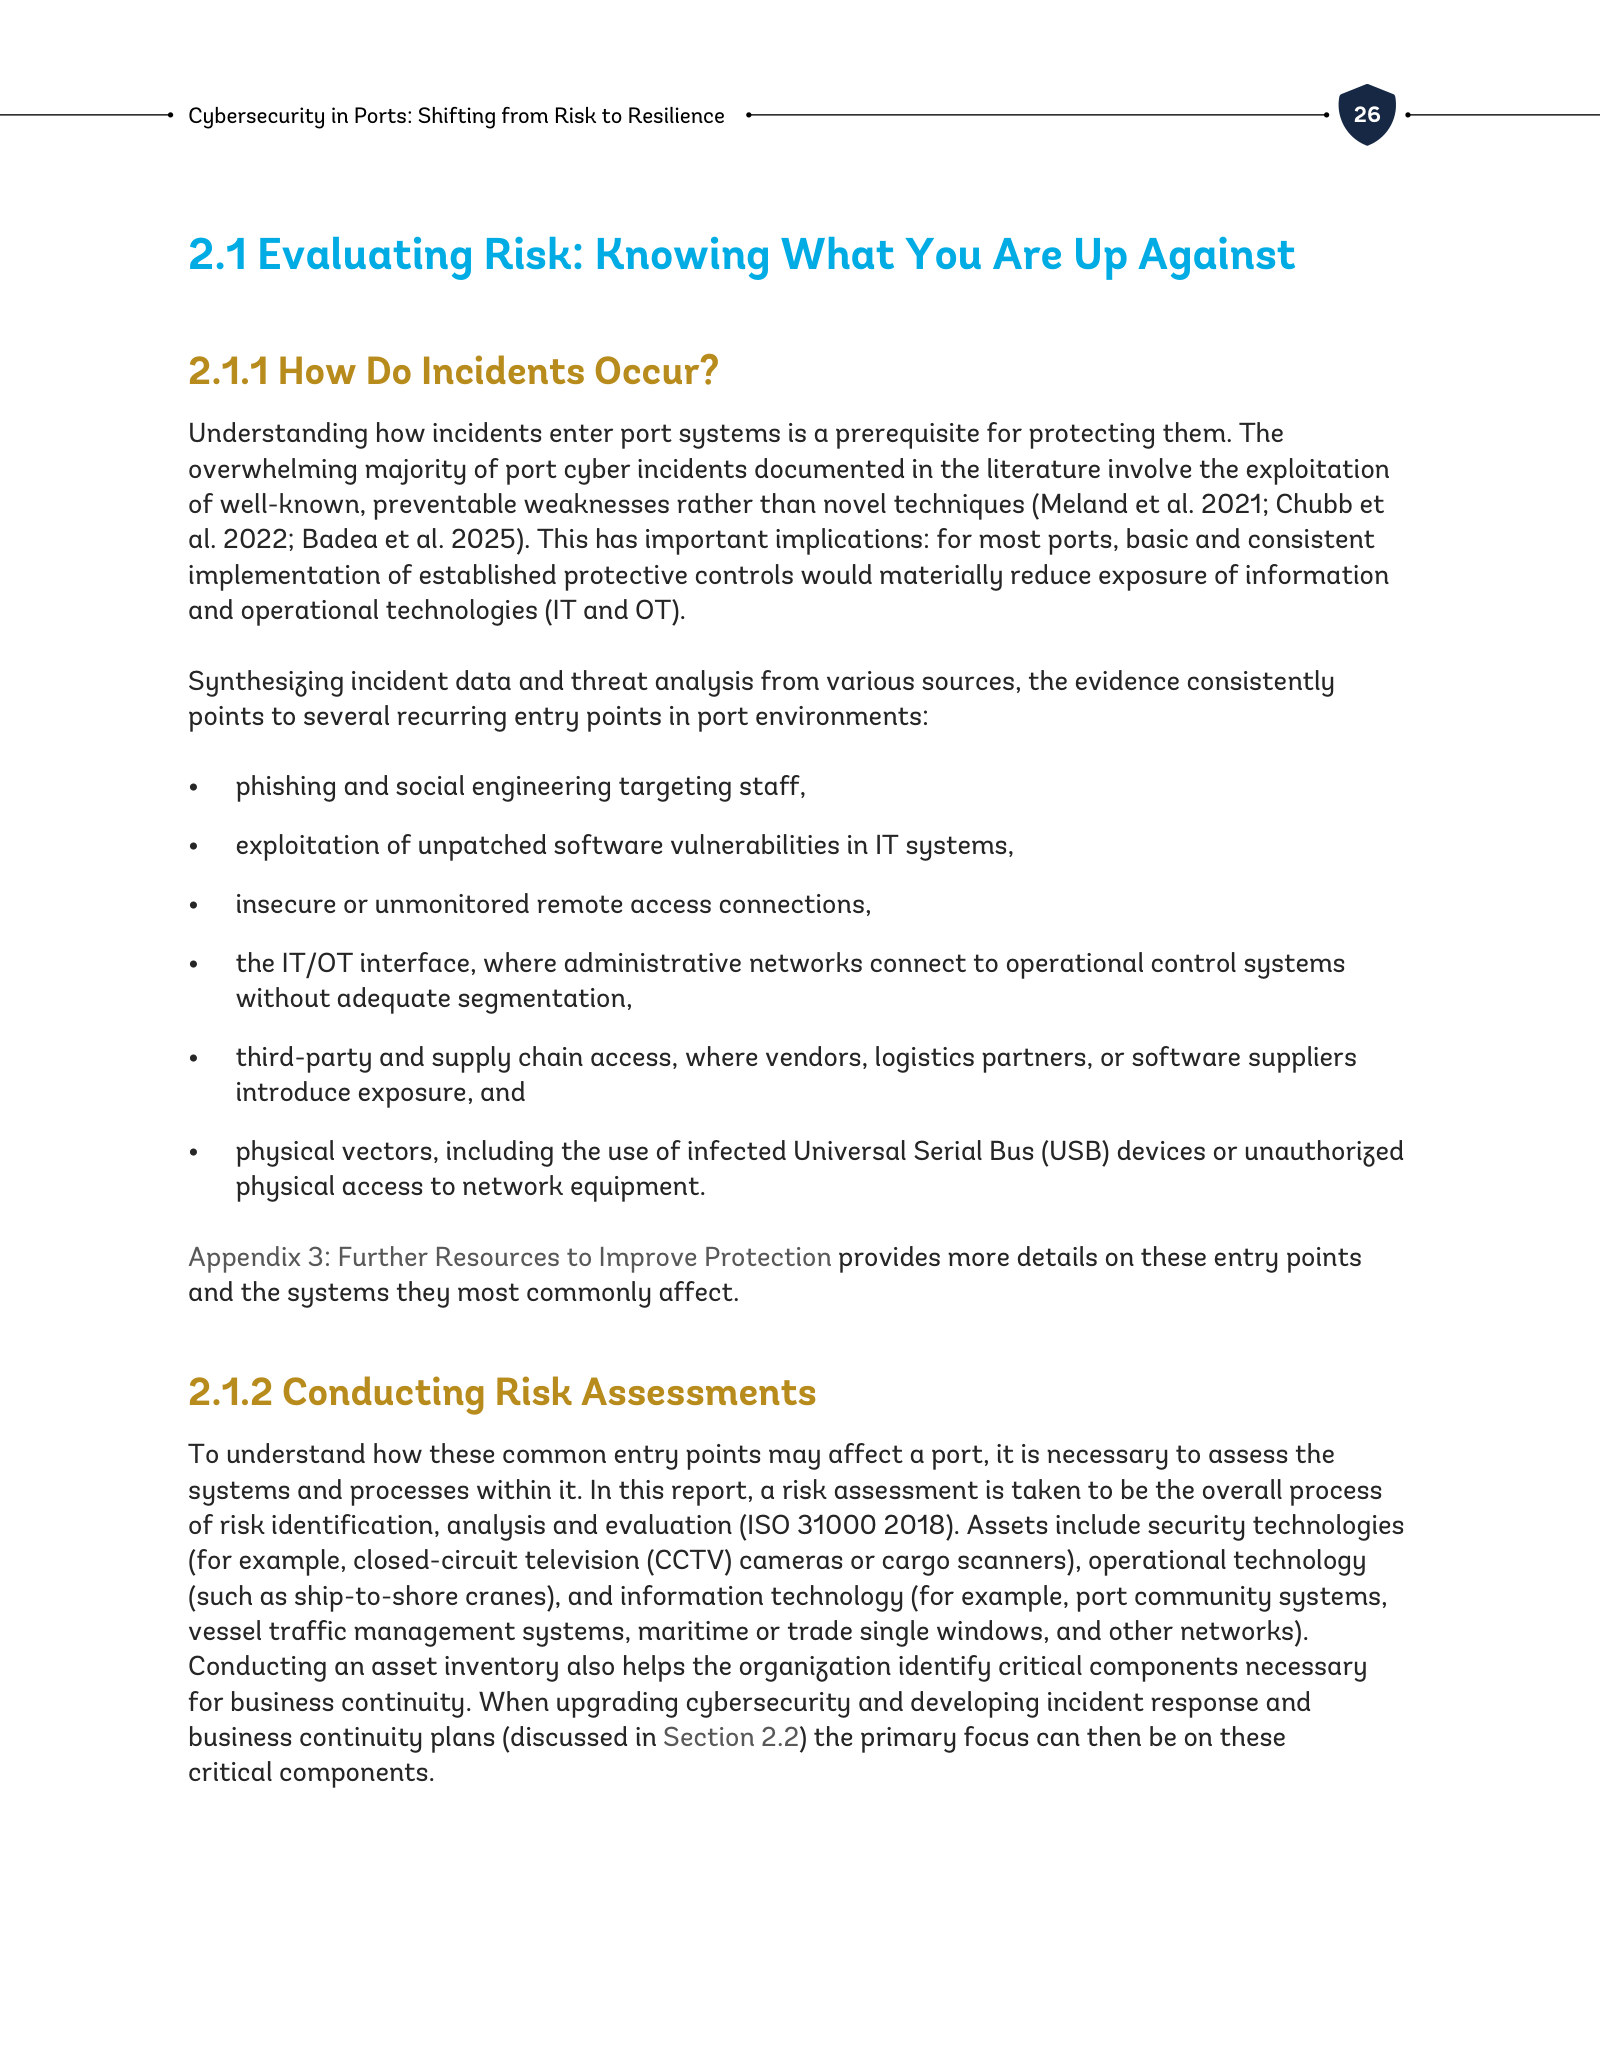 Cybersecurity in Ports: Shifting from Risk to Resilience
26
2.1 Evaluating Risk: Knowing What You Are Up Against
2.1.1 How Do Incidents Occur?
Understanding how incidents enter port systems is a prerequisite for protecting them. The
overwhelming majority of port cyber incidents documented in the literature involve the exploitation
of well-known, preventable weaknesses rather than novel techniques (Meland et al. 2021; Chubb et
al. 2022; Badea et al. 2025). This has important implications: for most ports, basic and consistent
implementation of established protective controls would materially reduce exposure of information
and operational technologies (IT and OT).
Synthesizing incident data and threat analysis from various sources, the evidence consistently
points to several recurring entry points in port environments:
• phishing and social engineering targeting staff,
• exploitation of unpatched software vulnerabilities in IT systems,
• insecure or unmonitored remote access connections,
• the IT/OT interface, where administrative networks connect to operational control systems
without adequate segmentation,
• third-party and supply chain access, where vendors, logistics partners, or software suppliers
introduce exposure, and
• physical vectors, including the use of infected Universal Serial Bus (USB) devices or unauthorized
physical access to network equipment.
Appendix 3: Further Resources to Improve Protection provides more details on these entry points
and the systems they most commonly affect.
2.1.2 Conducting Risk Assessments
To understand how these common entry points may affect a port, it is necessary to assess the
systems and processes within it. In this report, a risk assessment is taken to be the overall process
of risk identification, analysis and evaluation (ISO 31000 2018). Assets include security technologies
(for example, closed-circuit television (CCTV) cameras or cargo scanners), operational technology
(such as ship-to-shore cranes), and information technology (for example, port community systems,
vessel traffic management systems, maritime or trade single windows, and other networks).
Conducting an asset inventory also helps the organization identify critical components necessary
for business continuity. When upgrading cybersecurity and developing incident response and
business continuity plans (discussed in Section 2.2) the primary focus can then be on these
critical components.